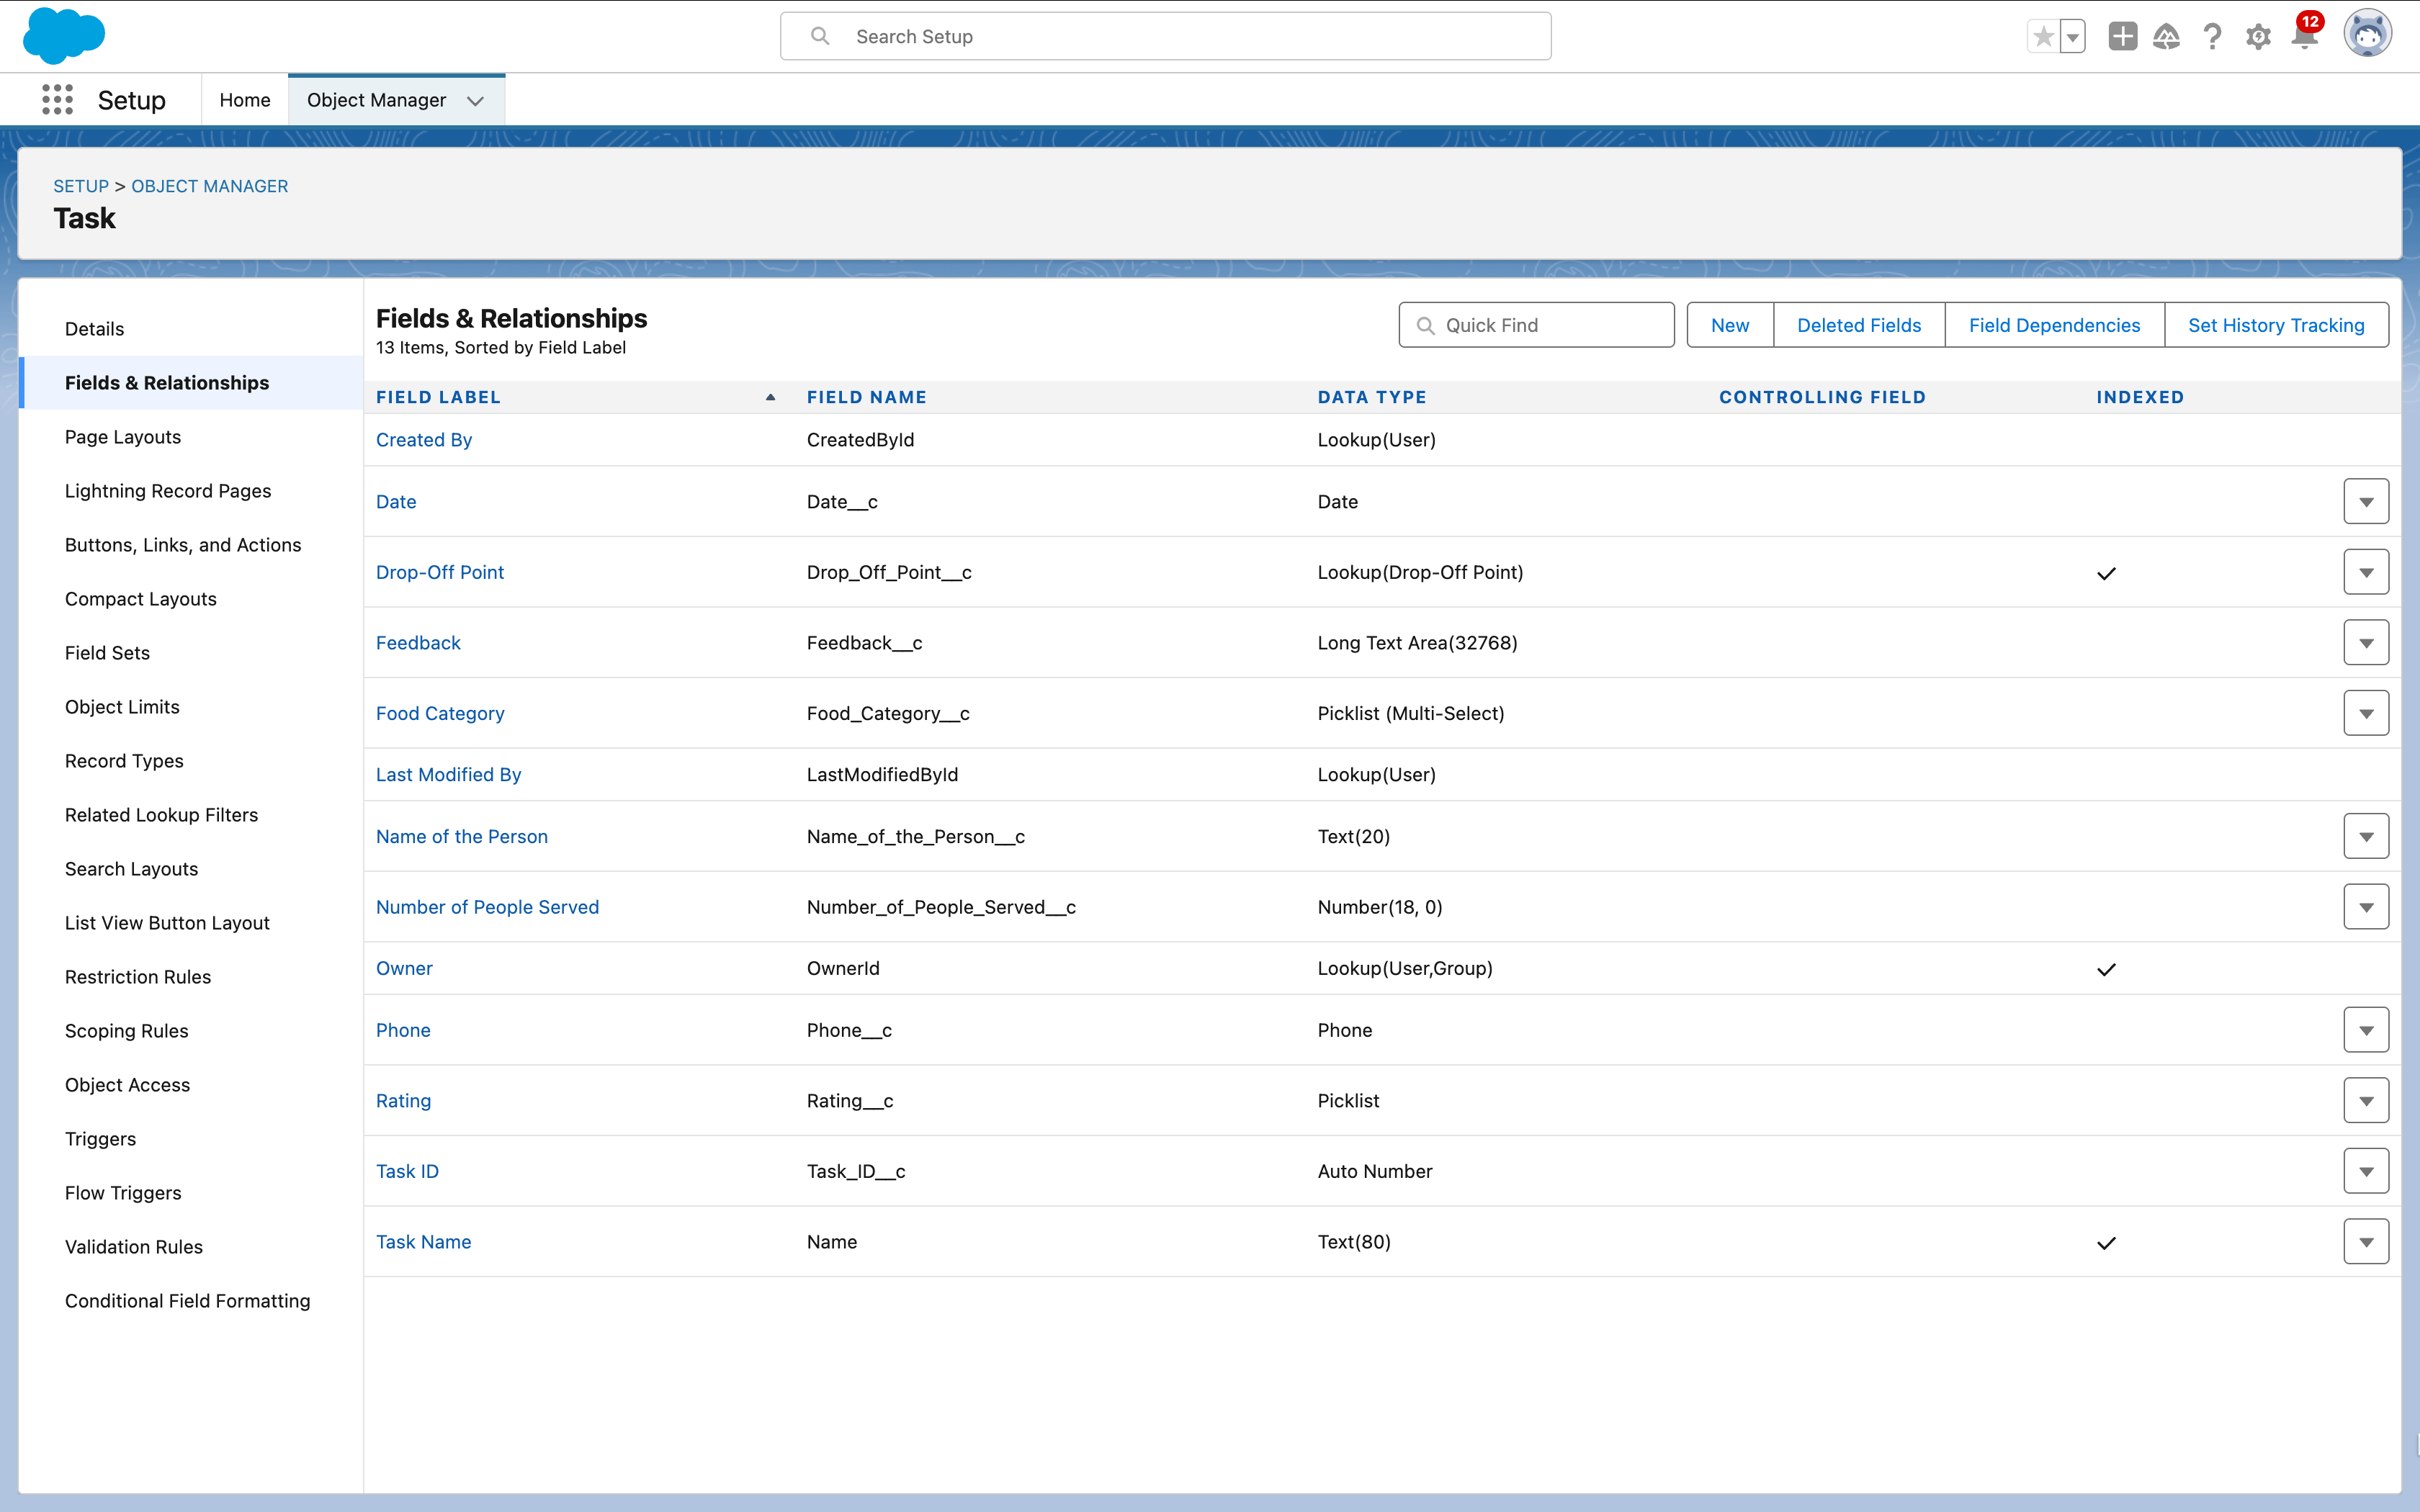 Search Setup
12
Setup
Home
Object Manager
SETUP > OBJECT MANAGER
Task
Details
Fields & Relationships
Page Layouts
Lightning Record Pages
Buttons, Links, and Actions
Compact Layouts
Field Sets
Object Limits
Record Types
Related Lookup Filters
Search Layouts
List View Button Layout
Restriction Rules
Scoping Rules
Object Access
Triggers
Flow Triggers
Validation Rules
Conditional Field Formatting
Fields & Relationships
13 Items, Sorted by Field Label
Quick Find
New Deleted Fields Field Dependencies Set History Tracking
FIELD LABEL FIELD NAME DATA TYPE CONTROLLING FIELD INDEXED
Created By CreatedById Lookup(User)
Date Date__c Date
Drop-Off Point Drop_Off_Point__c Lookup(Drop-Off Point)
Feedback Feedback__c Long Text Area(32768)
Food Category Food_Category__c Picklist (Multi-Select)
Last Modified By LastModifiedById Lookup(User)
Name of the Person Name_of_the_Person__c Text(20)
Number of People Served Number_of_People_Served__c Number(18, 0)
Owner OwnerId Lookup(User,Group)
Phone Phone__c Phone
Rating Rating__c Picklist
Task ID Task_ID__c Auto Number
Task Name Name Text(80)